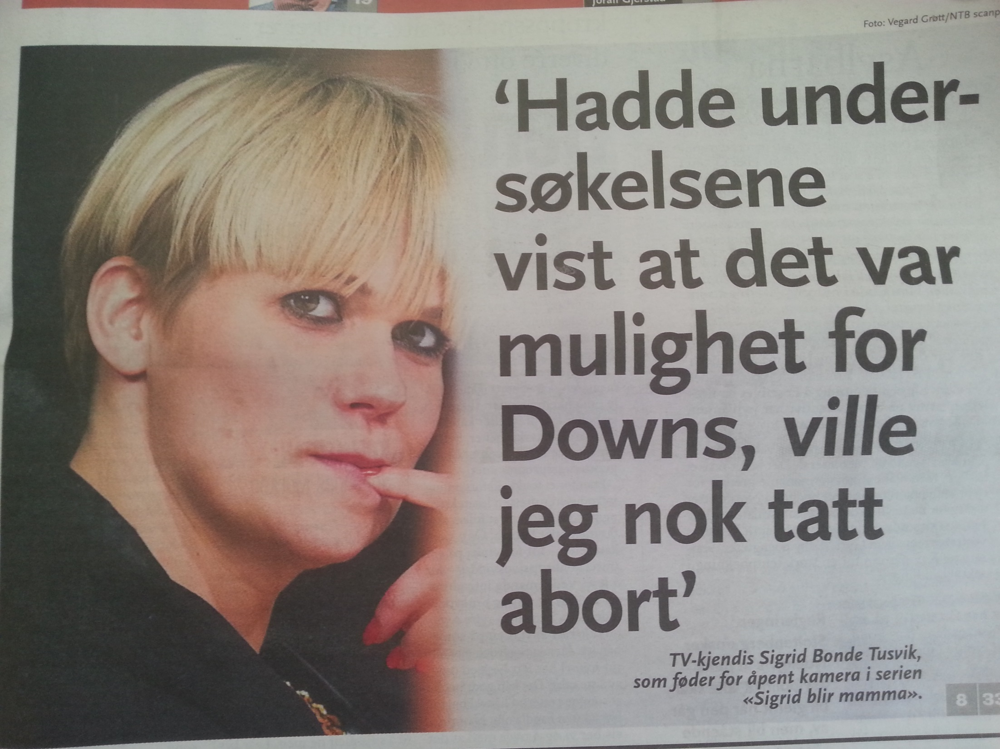 Foto: Vegard Grøtt/NTB scanp
‘Hadde under-
søkelsene
vist at det var
mulighet for
Downs, ville
jeg nok tatt
abort’
TV-kjendis Sigrid Bonde Tusvik,
som føder for åpent kamera i serien
«Sigrid blir mamma».
8